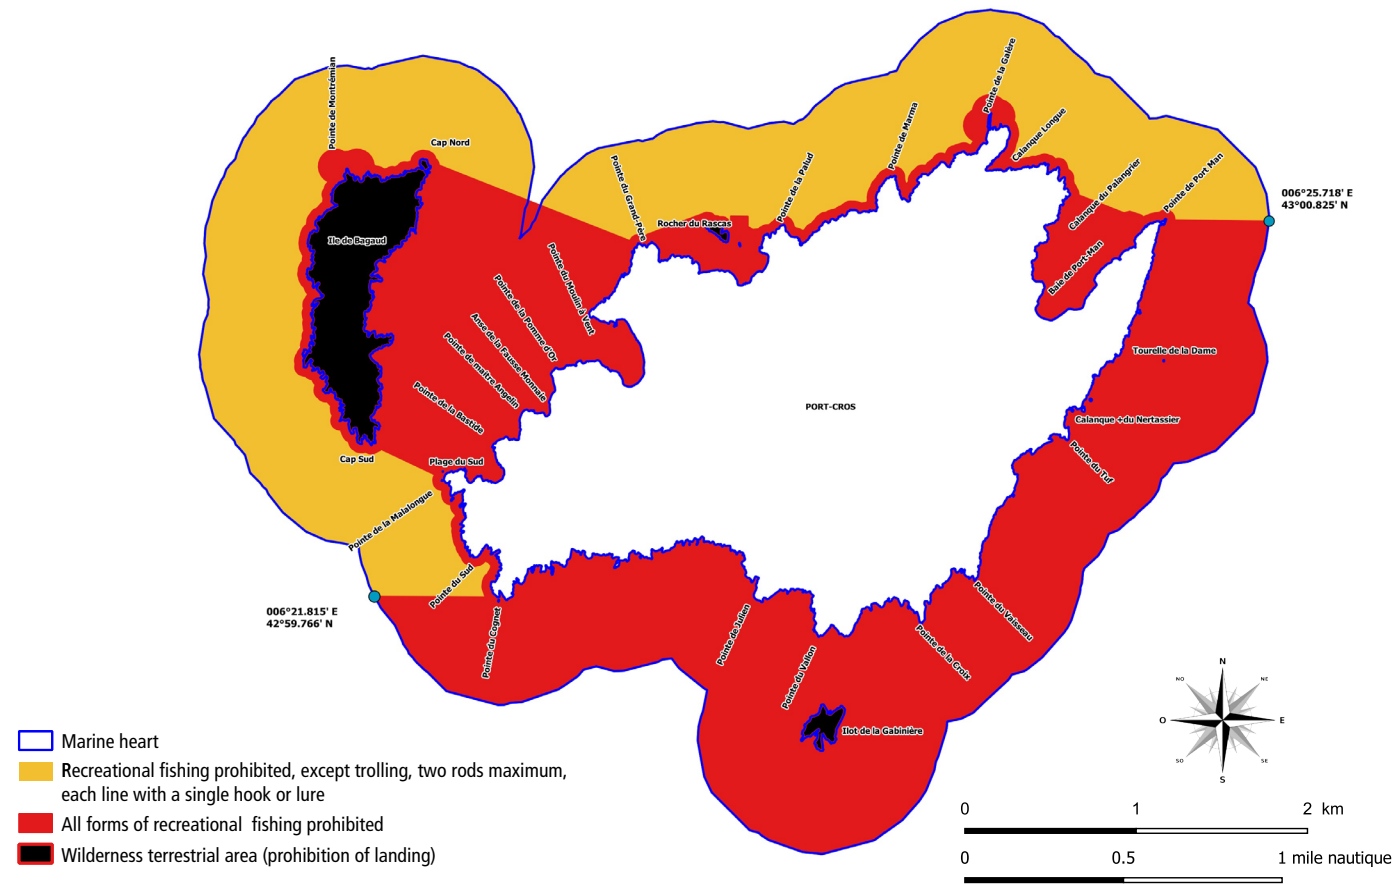 Pointe de Montrémian
Cap Nord
Pointe de la Galère
Calanque Longue
Pointe de Marma
Pointe de la Palud
Pointe du Grand-Père
Rocher du Rascas
Calanque du Palangrier
Pointe de Port Man
006°25.718' E
43°00.825' N
Ile de Bagaud
Baie de Port-Man
Pointe du Moulin à Vent
Pointe de la Pomme d'Or
Anse de la Fausse Monnaie
Pointe de maître Angelin
Pointe de la Bastide
Tourelle de la Dame
PORT-CROS
Calanque +du Nertassier
Pointe du Tuf
Cap Sud
Plage du Sud
Pointe de la Malalongue
Pointe du Sud
006°21.815' E
42°59.766' N
Pointe du Cognet
Pointe de Julien
Pointe du Vallon
Pointe de la Croix
Pointe du Vaisseau
Ilot de la Gabinière
N
NO
NE
O
E
SO
SE
S
Marine heart
Recreational fishing prohibited, except trolling, two rods maximum,
each line with a single hook or lure
All forms of recreational fishing prohibited
Wilderness terrestrial area (prohibition of landing)
0 1 2 km
0 0.5 1 mile nautique